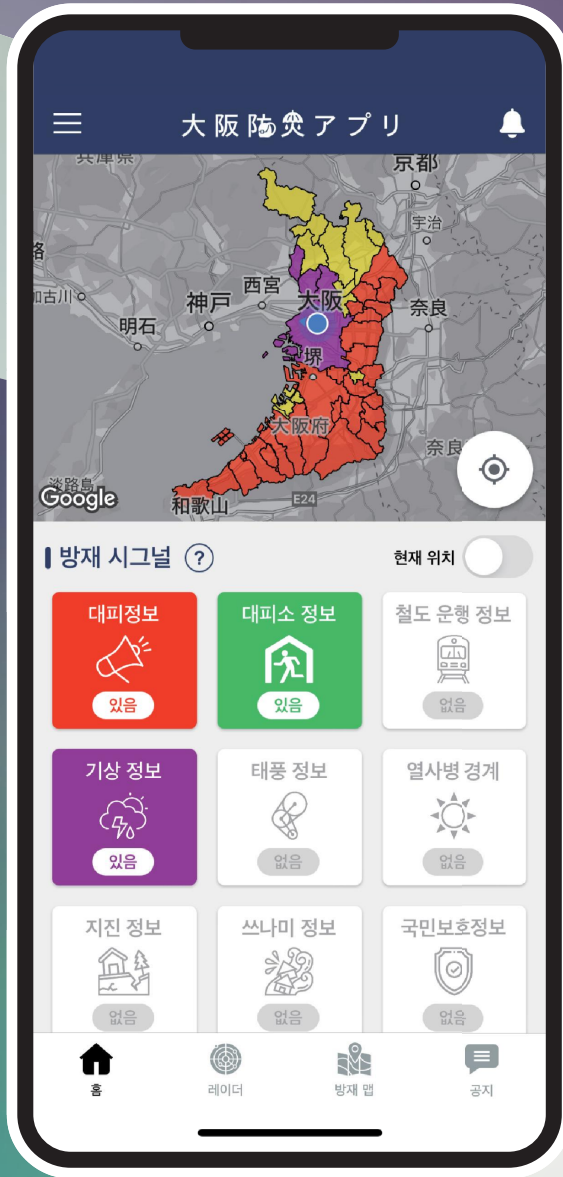 大阪防災アプリ
兵庫県
京都
宇治
加古川
西宮
神戸
大阪
奈良
明石
堺
大阪府
奈良
淡路島
Google
和歌山
E24
방재 시그널 ?
현재 위치
대피정보
대피소 정보
철도 운행 정보
있음
있음
없음
기상 정보
태풍 정보
열사병 경계
있음
없음
없음
지진 정보
쓰나미 정보
국민보호정보
없음
없음
없음
홈
레이더
방재 맵
공지